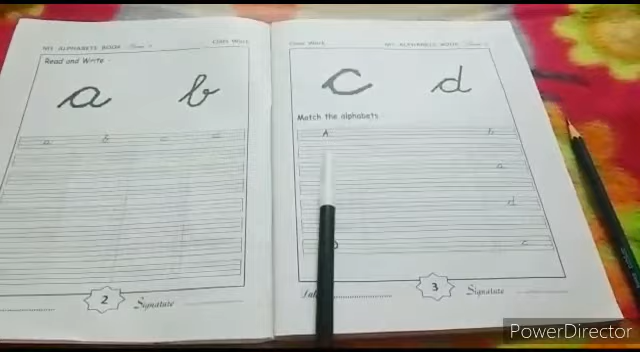 MY ALPHABETS BOOK
Class Work
Read and Write
a b
a b c d
2
Signature
Class Work
MY ALPHABETS BOOK
c d
Match the alphabets
A b
a
d
D c
3
Signature
PowerDirector